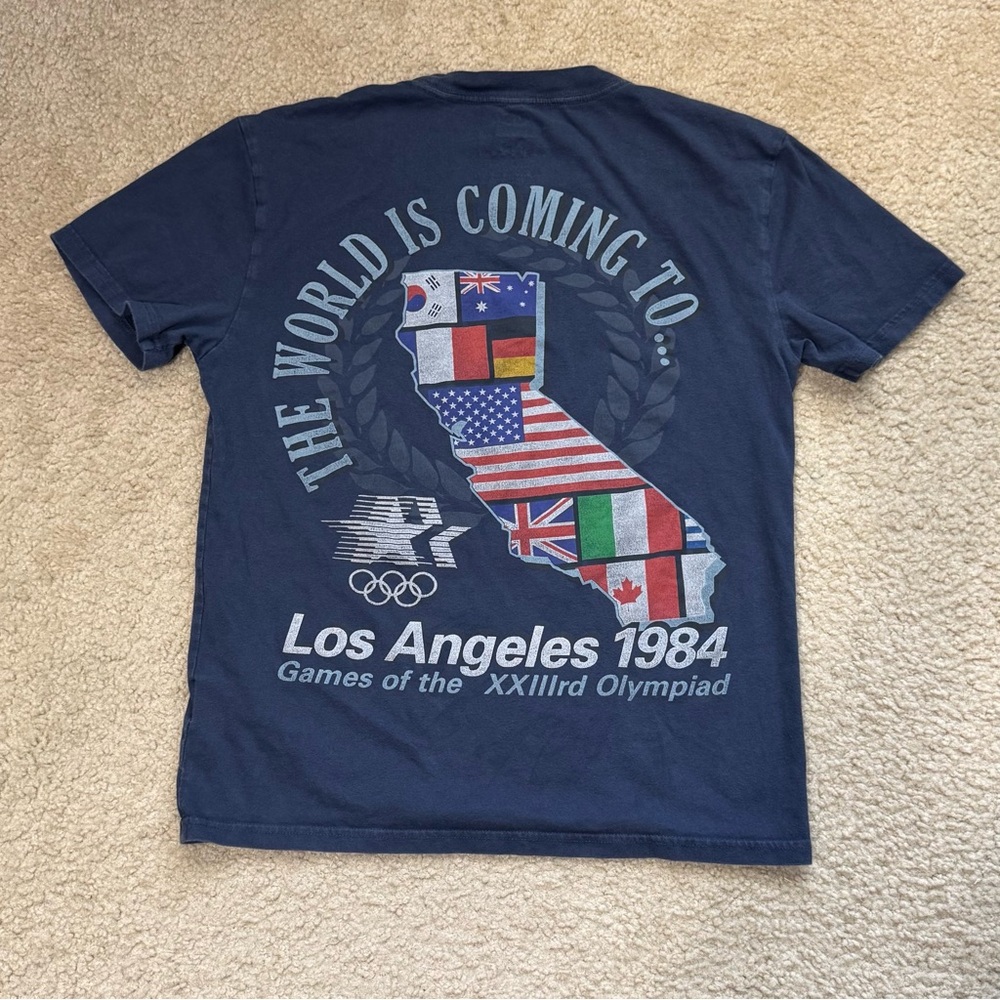 THE WORLD IS COMING TO...
Los Angeles 1984
Games of the XXIIIrd Olympiad